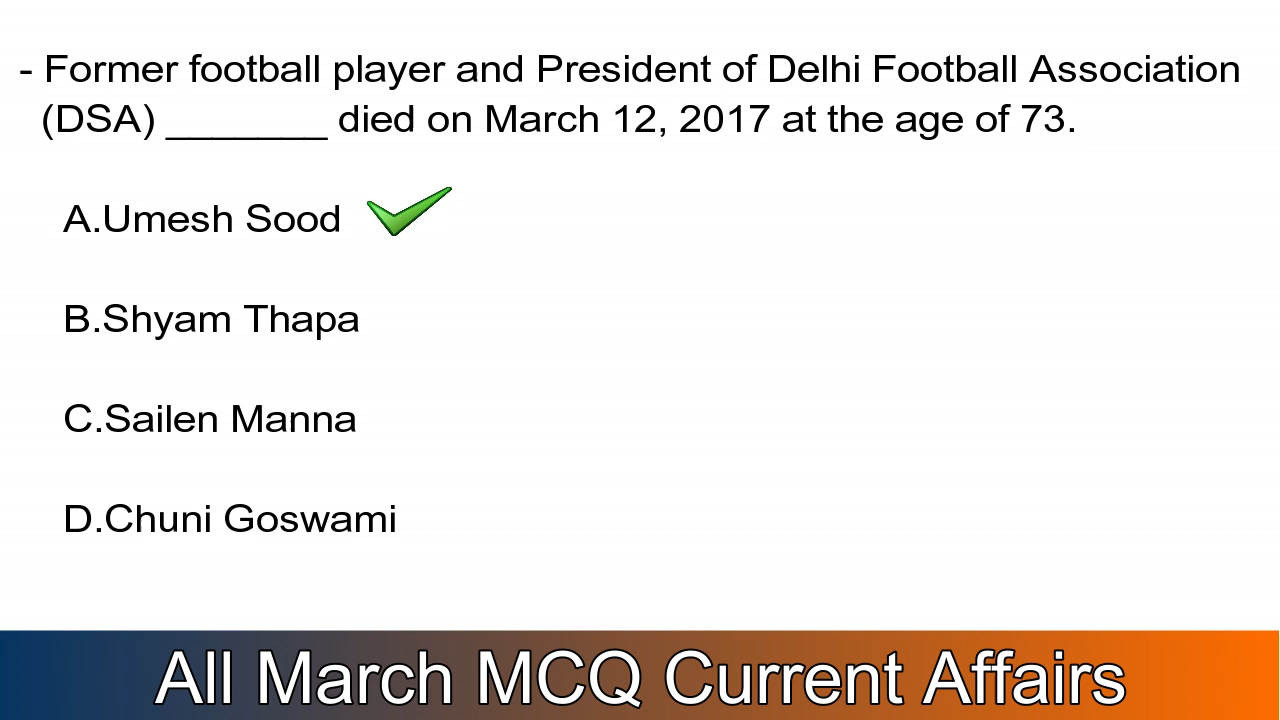 - Former football player and President of Delhi Football Association
(DSA) _______ died on March 12, 2017 at the age of 73.
A.Umesh Sood
B.Shyam Thapa
C.Sailen Manna
D.Chuni Goswami
All March MCQ Current Affairs